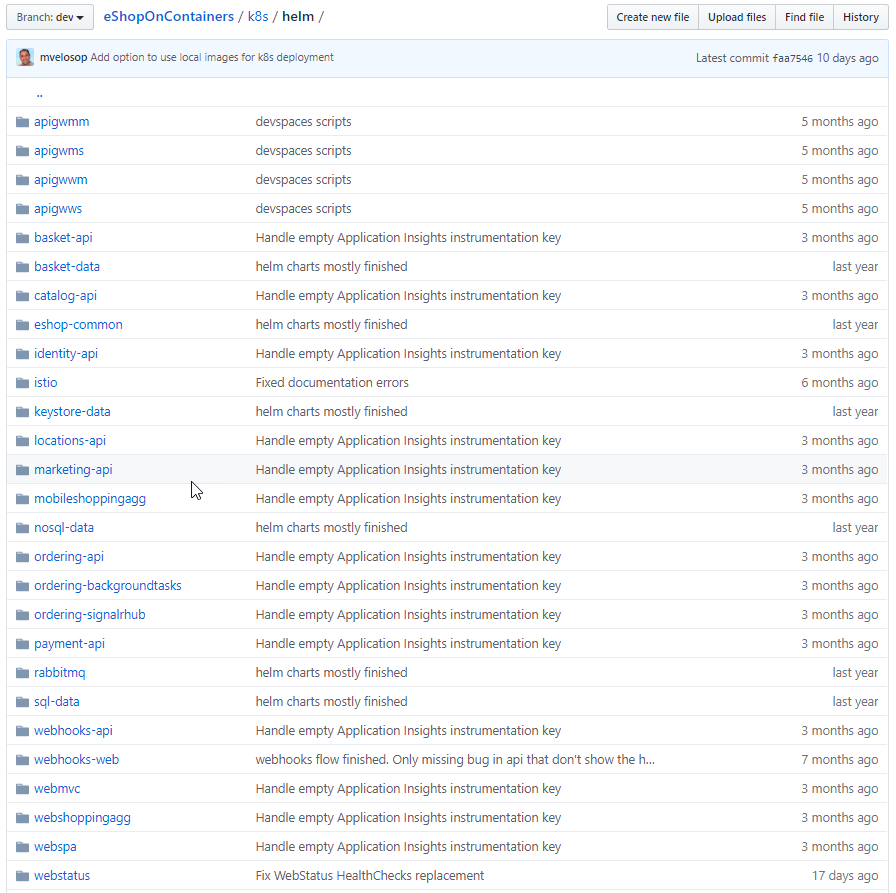 Branch: dev eShopOnContainers / k8s / helm / Create new file Upload files Find file History
mvelosop Add option to use local images for k8s deployment Latest commit faa7546 10 days ago
..
apigwmm devspaces scripts 5 months ago
apigwms devspaces scripts 5 months ago
apigwwm devspaces scripts 5 months ago
apigwws devspaces scripts 5 months ago
basket-api Handle empty Application Insights instrumentation key 3 months ago
basket-data helm charts mostly finished last year
catalog-api Handle empty Application Insights instrumentation key 3 months ago
eshop-common helm charts mostly finished last year
identity-api Handle empty Application Insights instrumentation key 3 months ago
istio Fixed documentation errors 6 months ago
keystore-data helm charts mostly finished last year
locations-api Handle empty Application Insights instrumentation key 3 months ago
marketing-api Handle empty Application Insights instrumentation key 3 months ago
mobileshoppingagg Handle empty Application Insights instrumentation key 3 months ago
nosql-data helm charts mostly finished last year
ordering-api Handle empty Application Insights instrumentation key 3 months ago
ordering-backgroundtasks Handle empty Application Insights instrumentation key 3 months ago
ordering-signalrhub Handle empty Application Insights instrumentation key 3 months ago
payment-api Handle empty Application Insights instrumentation key 3 months ago
rabbitmq helm charts mostly finished last year
sql-data helm charts mostly finished last year
webhooks-api Handle empty Application Insights instrumentation key 3 months ago
webhooks-web webhooks flow finished. Only missing bug in api that don't show the h... 7 months ago
webmvc Handle empty Application Insights instrumentation key 3 months ago
webshoppingagg Handle empty Application Insights instrumentation key 3 months ago
webspa Handle empty Application Insights instrumentation key 3 months ago
webstatus Fix WebStatus HealthChecks replacement 17 days ago